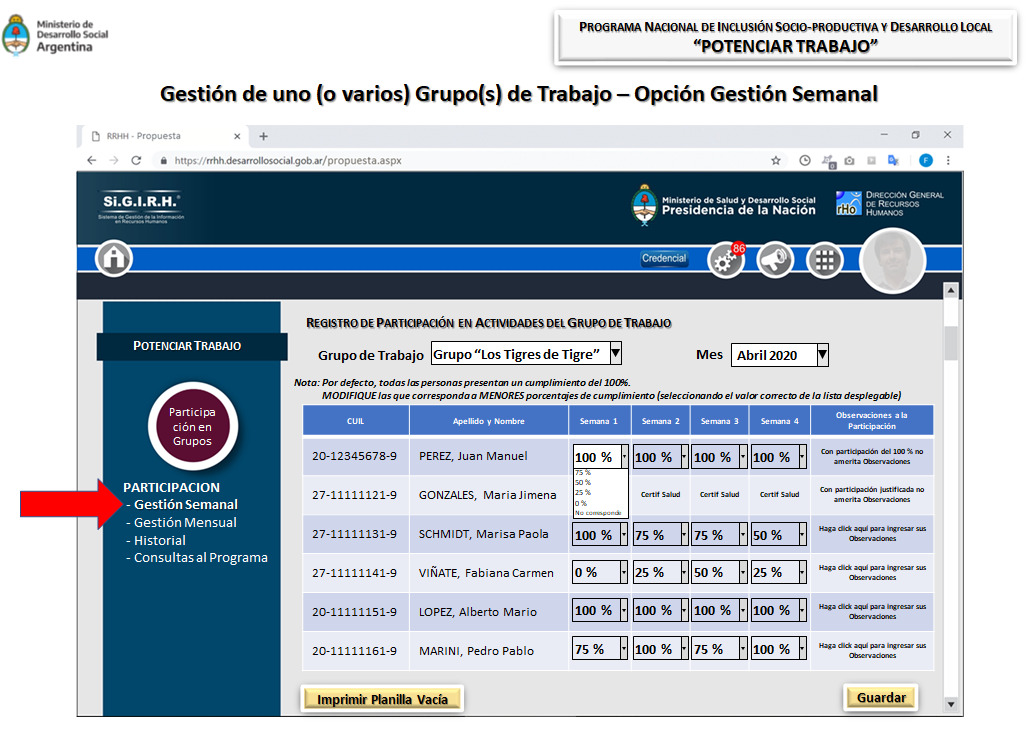 Ministerio de
Desarrollo Social
Argentina
PROGRAMA NACIONAL DE INCLUSIÓN SOCIO-PRODUCTIVA Y DESARROLLO LOCAL
“POTENCIAR TRABAJO”
Gestión de uno (o varios) Grupo(s) de Trabajo – Opción Gestión Semanal
RRHH - Propuesta
https://rrhh.desarrollosocial.gob.ar/propuesta.aspx
F
Si.G.I.R.H.
Sistema de Gestión de la Información
en Recursos Humanos
Ministerio de Salud y Desarrollo Social
Presidencia de la Nación
rHo
DIRECCIÓN GENERAL
DE RECURSOS
HUMANOS
Credencial
86
POTENCIAR TRABAJO
Participa
ción en
Grupos
PARTICIPACION
- Gestión Semanal
- Gestión Mensual
- Historial
- Consultas al Programa
REGISTRO DE PARTICIPACIÓN EN ACTIVIDADES DEL GRUPO DE TRABAJO
Grupo de Trabajo Grupo “Los Tigres de Tigre” Mes Abril 2020
Nota: Por defecto, todas las personas presentan un cumplimiento del 100%.
MODIFIQUE las que corresponda a MENORES porcentajes de cumplimiento (seleccionando el valor correcto de la lista desplegable)
CUIL Apellido y Nombre Semana 1 Semana 2 Semana 3 Semana 4 Observaciones a la
Participación
20-12345678-9 PEREZ, Juan Manuel 100 % 100 % 100 % 100 % Con participación del 100 % no
amerita Observaciones
75 %
50 %
25 %
0 %
No corresponde
27-11111121-9 GONZALES, Maria Jimena Certif Salud Certif Salud Certif Salud Con participación justificada no
amerita Observaciones
27-11111131-9 SCHMIDT, Marisa Paola 100 % 75 % 75 % 50 % Haga click aquí para ingresar sus
Observaciones
27-11111141-9 VIÑATE, Fabiana Carmen 0 % 25 % 50 % 25 % Haga click aquí para ingresar sus
Observaciones
20-11111151-9 LOPEZ, Alberto Mario 100 % 100 % 100 % 100 % Haga click aquí para ingresar sus
Observaciones
20-11111161-9 MARINI, Pedro Pablo 75 % 100 % 75 % 100 % Haga click aquí para ingresar sus
Observaciones
Imprimir Planilla Vacía
Guardar